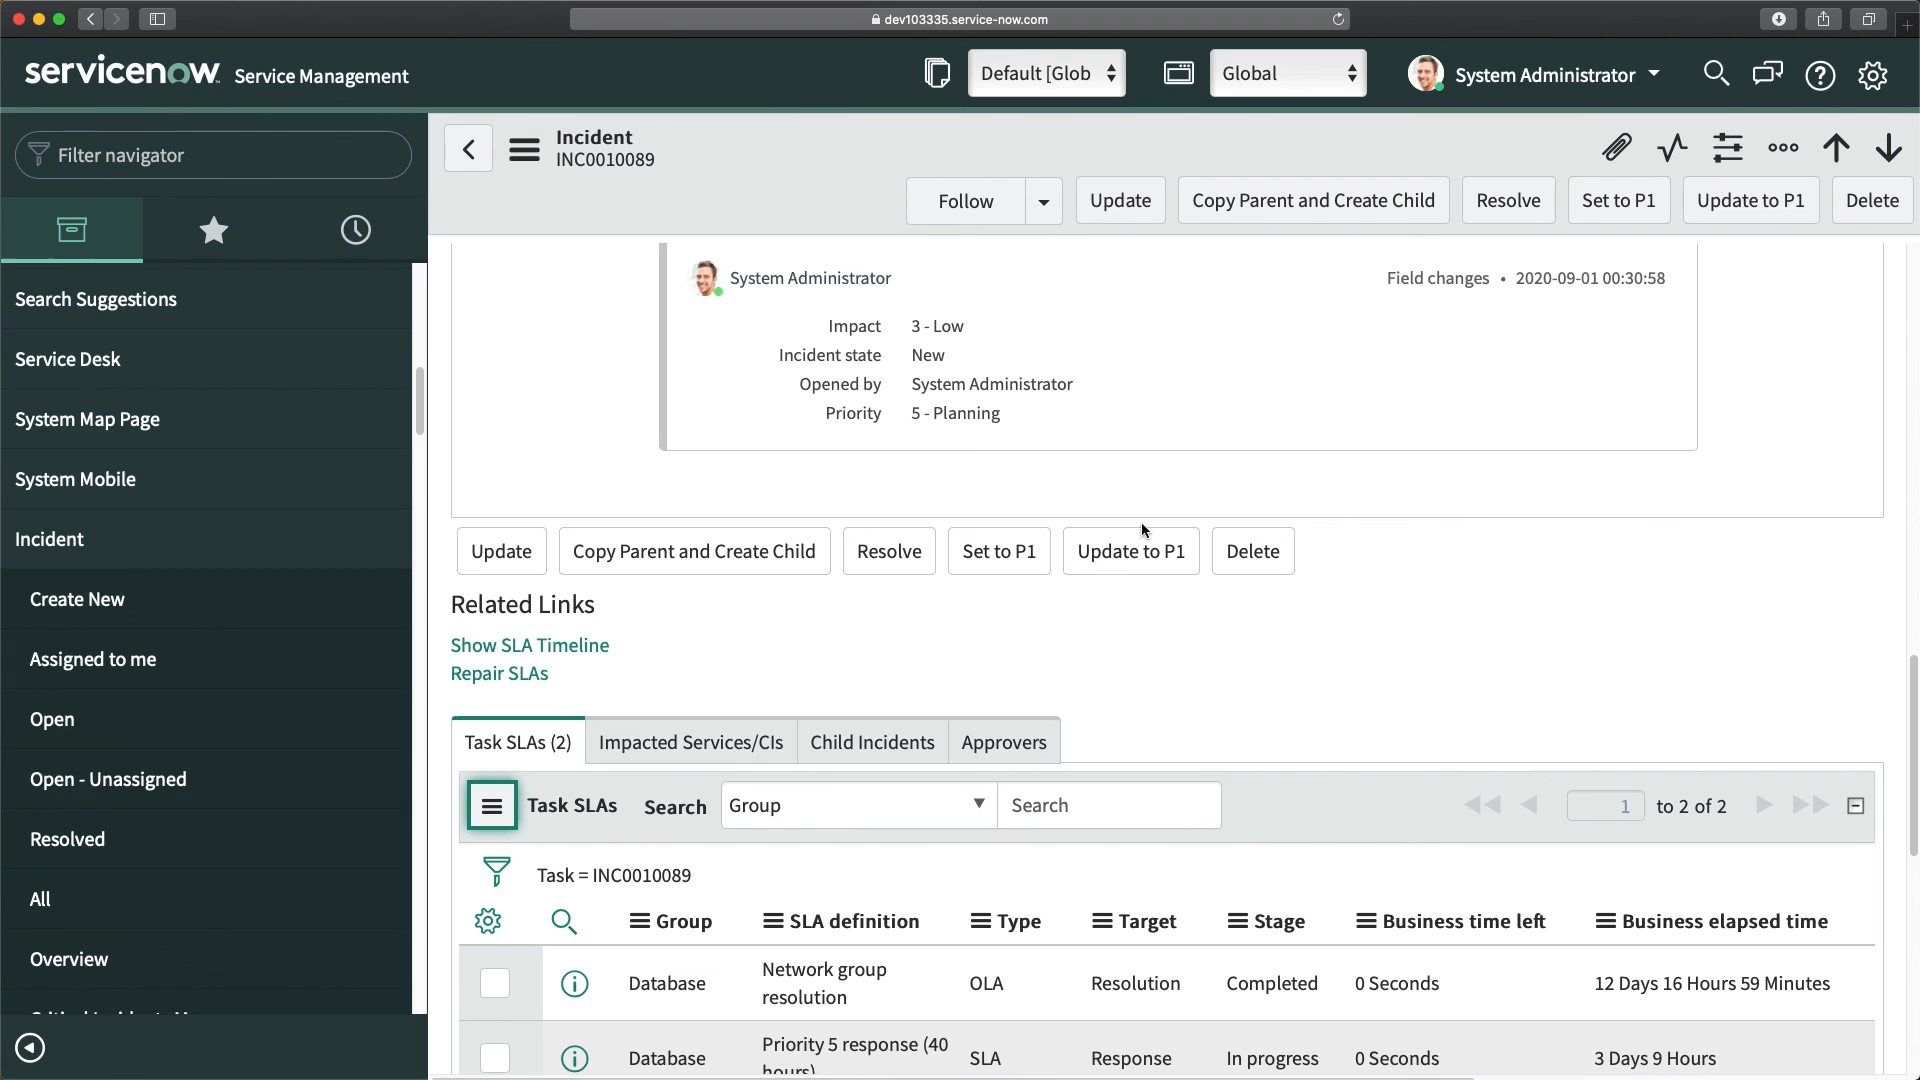 dev103335.service-now.com
servicenow Service Management
Default [Glob
Global
System Administrator
Filter navigator
Search Suggestions
Service Desk
System Map Page
System Mobile
Incident
Create New
Assigned to me
Open
Open - Unassigned
Resolved
All
Overview
Incident
INC0010089
Follow Update Copy Parent and Create Child Resolve Set to P1 Update to P1 Delete
System Administrator Field changes • 2020-09-01 00:30:58
Impact 3 - Low
Incident state New
Opened by System Administrator
Priority 5 - Planning
Update Copy Parent and Create Child Resolve Set to P1 Update to P1 Delete
Related Links
Show SLA Timeline
Repair SLAs
Task SLAs (2) Impacted Services/CIs Child Incidents Approvers
Task SLAs Search Group Search 1 to 2 of 2
Task = INC0010089
Group SLA definition Type Target Stage Business time left Business elapsed time
Database Network group resolution OLA Resolution Completed 0 Seconds 12 Days 16 Hours 59 Minutes
Database Priority 5 response (40 hours) SLA Response In progress 0 Seconds 3 Days 9 Hours